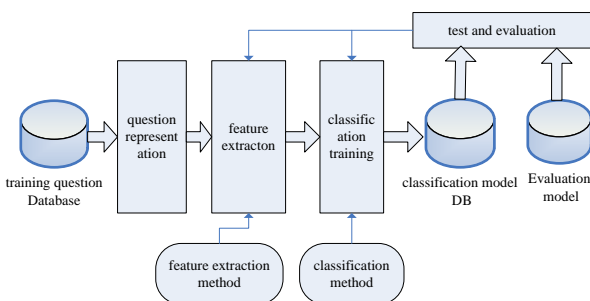 test and evaluation
question
represent
ation
feature
extracton
classific
ation
training
training question
Database
classification model
DB
Evaluation
model
feature extraction
method
classification
method